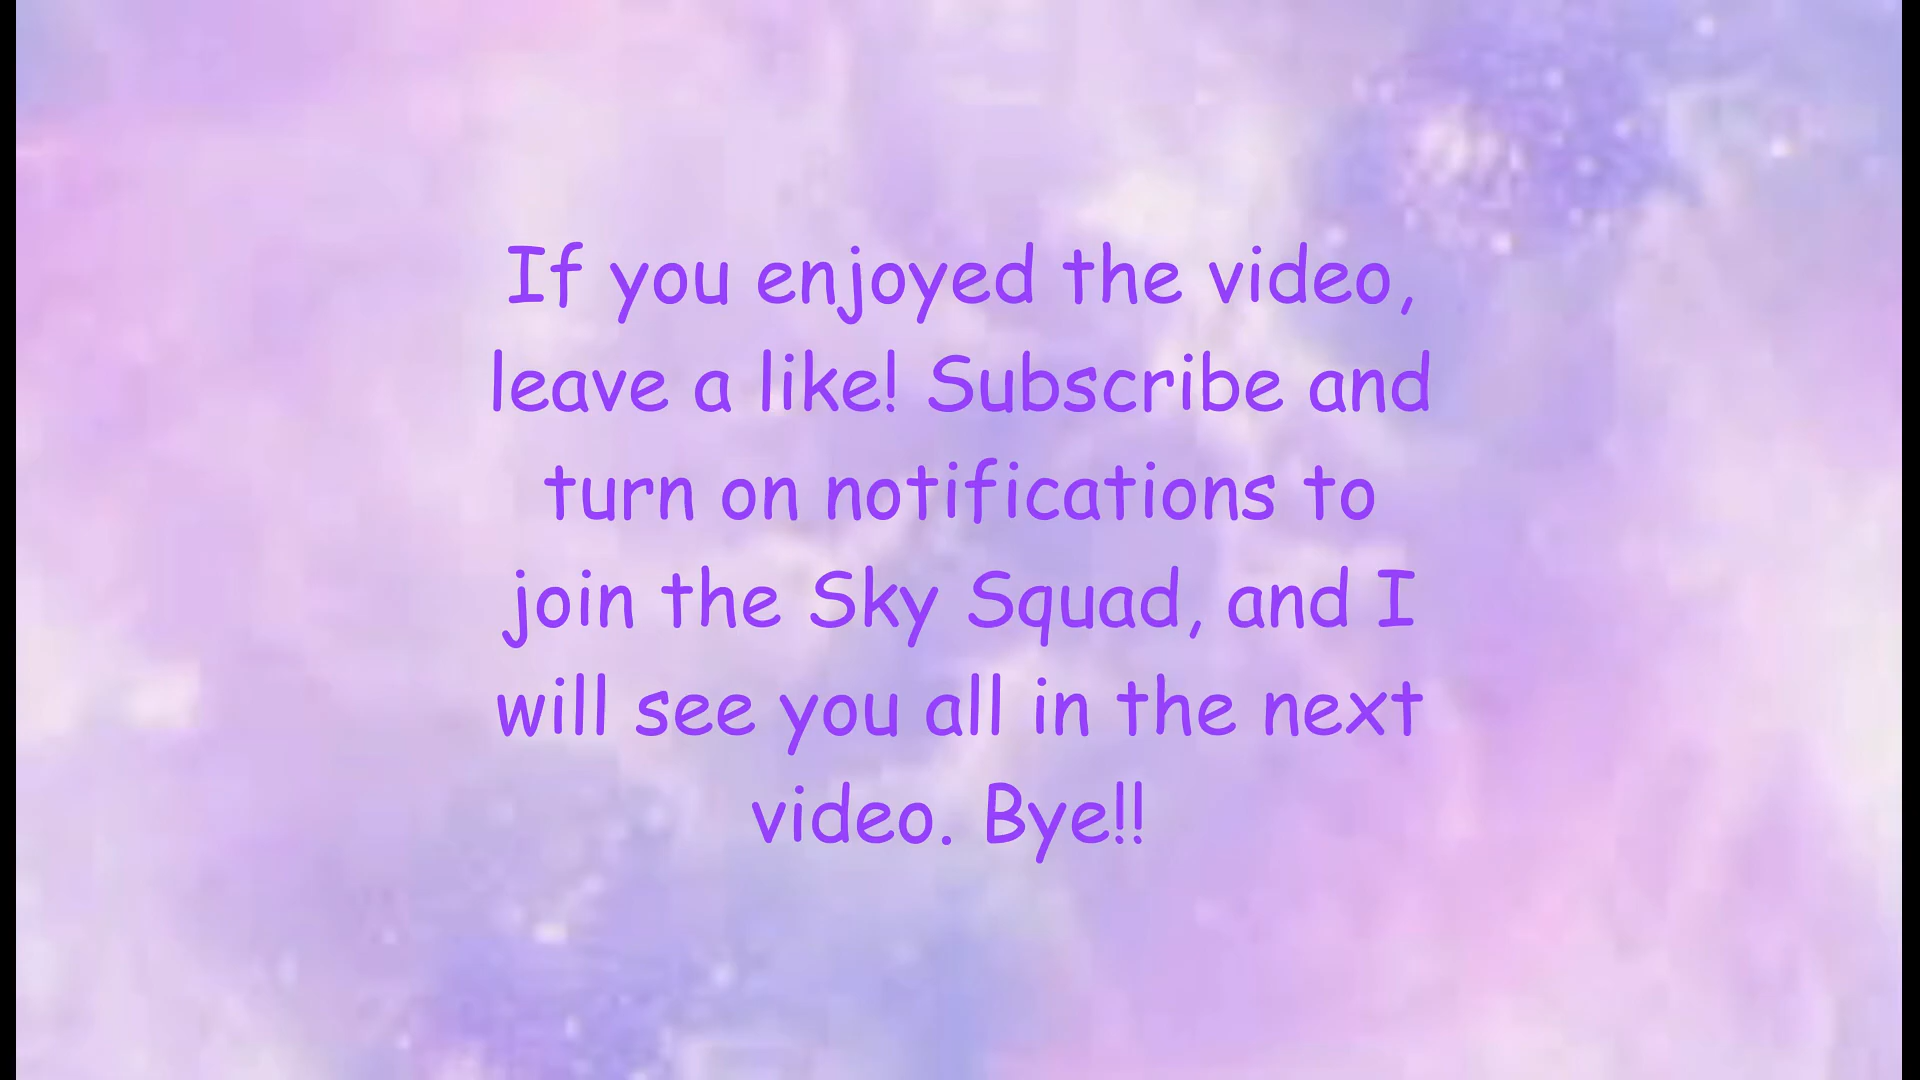 If you enjoyed the video,
leave a like! Subscribe and
turn on notifications to
join the Sky Squad, and I
will see you all in the next
video. Bye!!